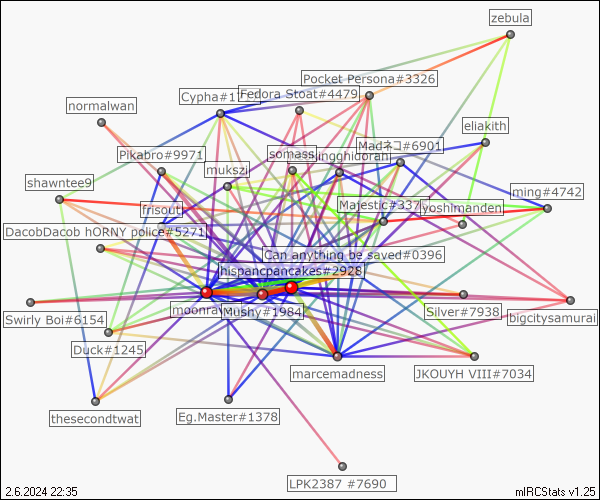 zebula
Pocket Persona#3326
Fedora Stoat#4479
Cypha#1
normalwan
eliakith
Madネコ#6901
Pikabro#9971
somass
kingghidorah
mukszi
shawntee9
ming#4742
Majestic#337
yoshimanden
frisouti
DacobDacob hORNY police#5271
Can anything be saved#0396
hispancpancakes#2928
Swirly Boi#6154
Mushy#1984
Silver#7938
bigcitysamurai
Duck#1245
marcemadness
JKOUYH VIII#7034
thesecondtwat
Eg.Master#1378
LPK2387 #7690
2.6.2024 22:35
mIRCStats v1.25